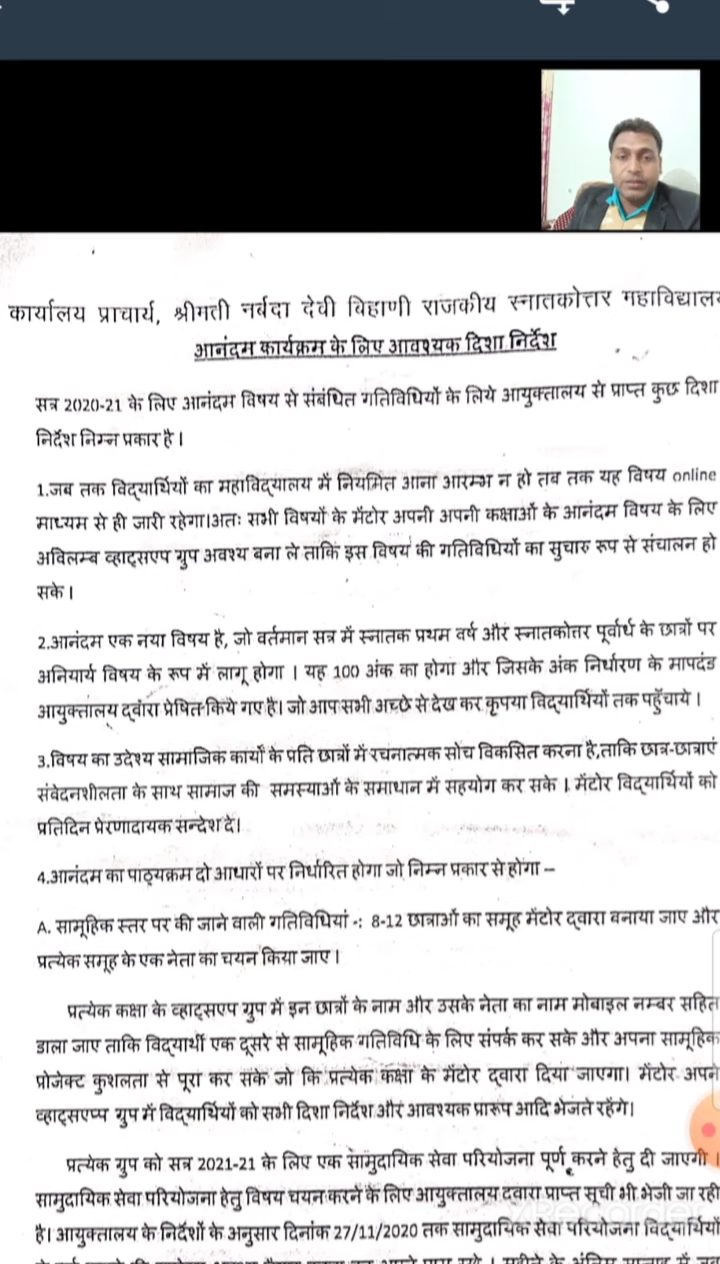 कार्यालय प्राचार्य, श्रीमती नर्बदा देवी बिहाणी राजकीय स्नातकोत्तर महाविद्यालय
आनंदम कार्यक्रम के लिए आवश्यक दिशा निर्देश
सत्र 2020-21 के लिए आनंदम विषय से संबंधित गतिविधियों के लिये आयुक्तालय से प्राप्त कुछ दिशा
निर्देश निम्न प्रकार है ।
1.जब तक विद्यार्थियों का महाविद्यालय में नियमित आना आरम्भ न हो तब तक यह विषय online
माध्यम से ही जारी रहेगा।अतः सभी विषयों के मेंटोर अपनी अपनी कक्षाओं के आनंदम विषय के लिए
अविलम्ब व्हाट्सएप ग्रुप अवश्य बना ले ताकि इस विषय की गतिविधियों का सुचारु रूप से संचालन हो
सके ।
2.आनंदम एक नया विषय है, जो वर्तमान सत्र में स्नातक प्रथम वर्ष और स्नातकोत्तर पूर्वार्ध के छात्रों पर
अनियार्य विषय के रूप में लागू होगा । यह 100 अंक का होगा और जिसके अंक निर्धारण के मापदंड
आयुक्तालय द्वारा प्रेषित किये गए है। जो आप सभी अच्छे से देख कर कृपया विद्यार्थियों तक पहुँचाये ।
3.विषय का उदेश्य सामाजिक कार्यों के प्रति छात्रों में रचनात्मक सोच विकसित करना है,ताकि छात्र-छात्राएं
संवेदनशीलता के साथ सामाज की समस्याओं के समाधान में सहयोग कर सके । मेंटोर विद्यार्थियों को
प्रतिदिन प्रेरणादायक सन्देश दे।
4.आनंदम का पाठ्यक्रम दो आधारों पर निर्धारित होगा जो निम्न प्रकार से होगा –
A. सामूहिक स्तर पर की जाने वाली गतिविधियां -: 8-12 छात्राओं का समूह मेंटोर द्वारा बनाया जाए और
प्रत्येक समूह के एक नेता का चयन किया जाए ।
प्रत्येक कक्षा के व्हाट्सएप ग्रुप में इन छात्रों के नाम और उसके नेता का नाम मोबाइल नम्बर सहित
डाला जाए ताकि विद्यार्थी एक दूसरे से सामूहिक गतिविधि के लिए संपर्क कर सके और अपना सामूहिक
प्रोजेक्ट कुशलता से पूरा कर सके जो कि प्रत्येक कक्षा के मेंटोर द्वारा दिया जाएगा। मेंटोर अपने
व्हाट्सएप्प ग्रुप में विद्यार्थियों को सभी दिशा निर्देश और आवश्यक प्रारूप आदि भेजते रहेंगे।
प्रत्येक ग्रुप को सत्र 2021-21 के लिए एक सामुदायिक सेवा परियोजना पूर्ण करने हेतु दी जाएगी ।
सामुदायिक सेवा परियोजना हेतु विषय चयन करने के लिए आयुक्तालय द्वारा प्राप्त सूची भी भेजी जा रही
है। आयुक्तालय के निर्देशों के अनुसार दिनांक 27/11/2020 तक सामुदायिक सेवा परियोजना विद्यार्थियों